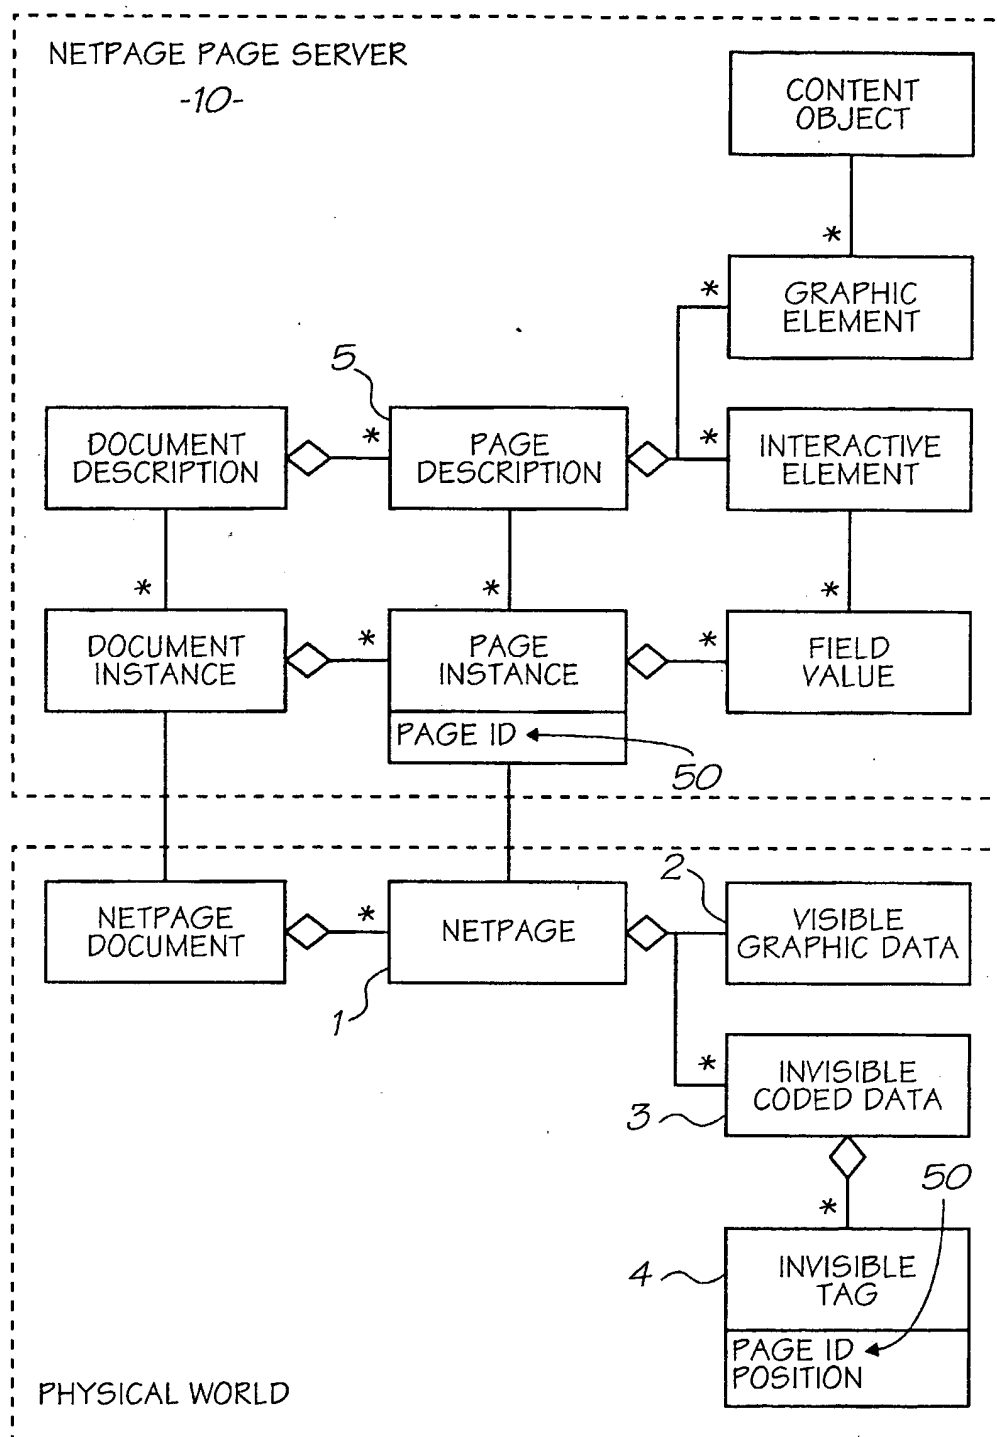 NETPAGE PAGE SERVER
-10-
CONTENT
OBJECT
*
GRAPHIC
ELEMENT
*
5
DOCUMENT
DESCRIPTION
*
PAGE
DESCRIPTION
*
INTERACTIVE
ELEMENT
*
*
*
DOCUMENT
INSTANCE
*
PAGE
INSTANCE
*
FIELD
VALUE
PAGE ID
50
NETPAGE
DOCUMENT
*
NETPAGE
1
2
VISIBLE
GRAPHIC DATA
*
INVISIBLE
CODED DATA
3
*
50
4
INVISIBLE
TAG
PAGE ID
POSITION
PHYSICAL WORLD